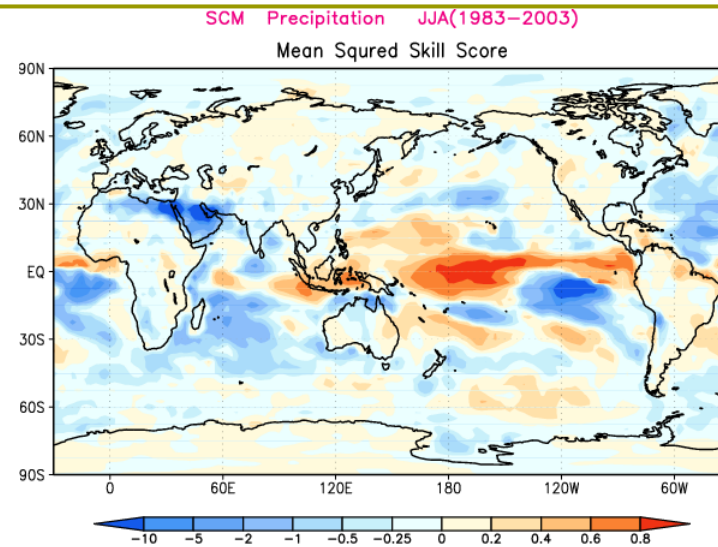 SCM Precipitation JJA(1983-2003)
Mean Squred Skill Score
90N
60N
30N
EQ
30S
60S
90S
0 60E 120E 180 120W 60W
-10 -5 -2 -1 -0.5 -0.25 0 0.2 0.4 0.6 0.8